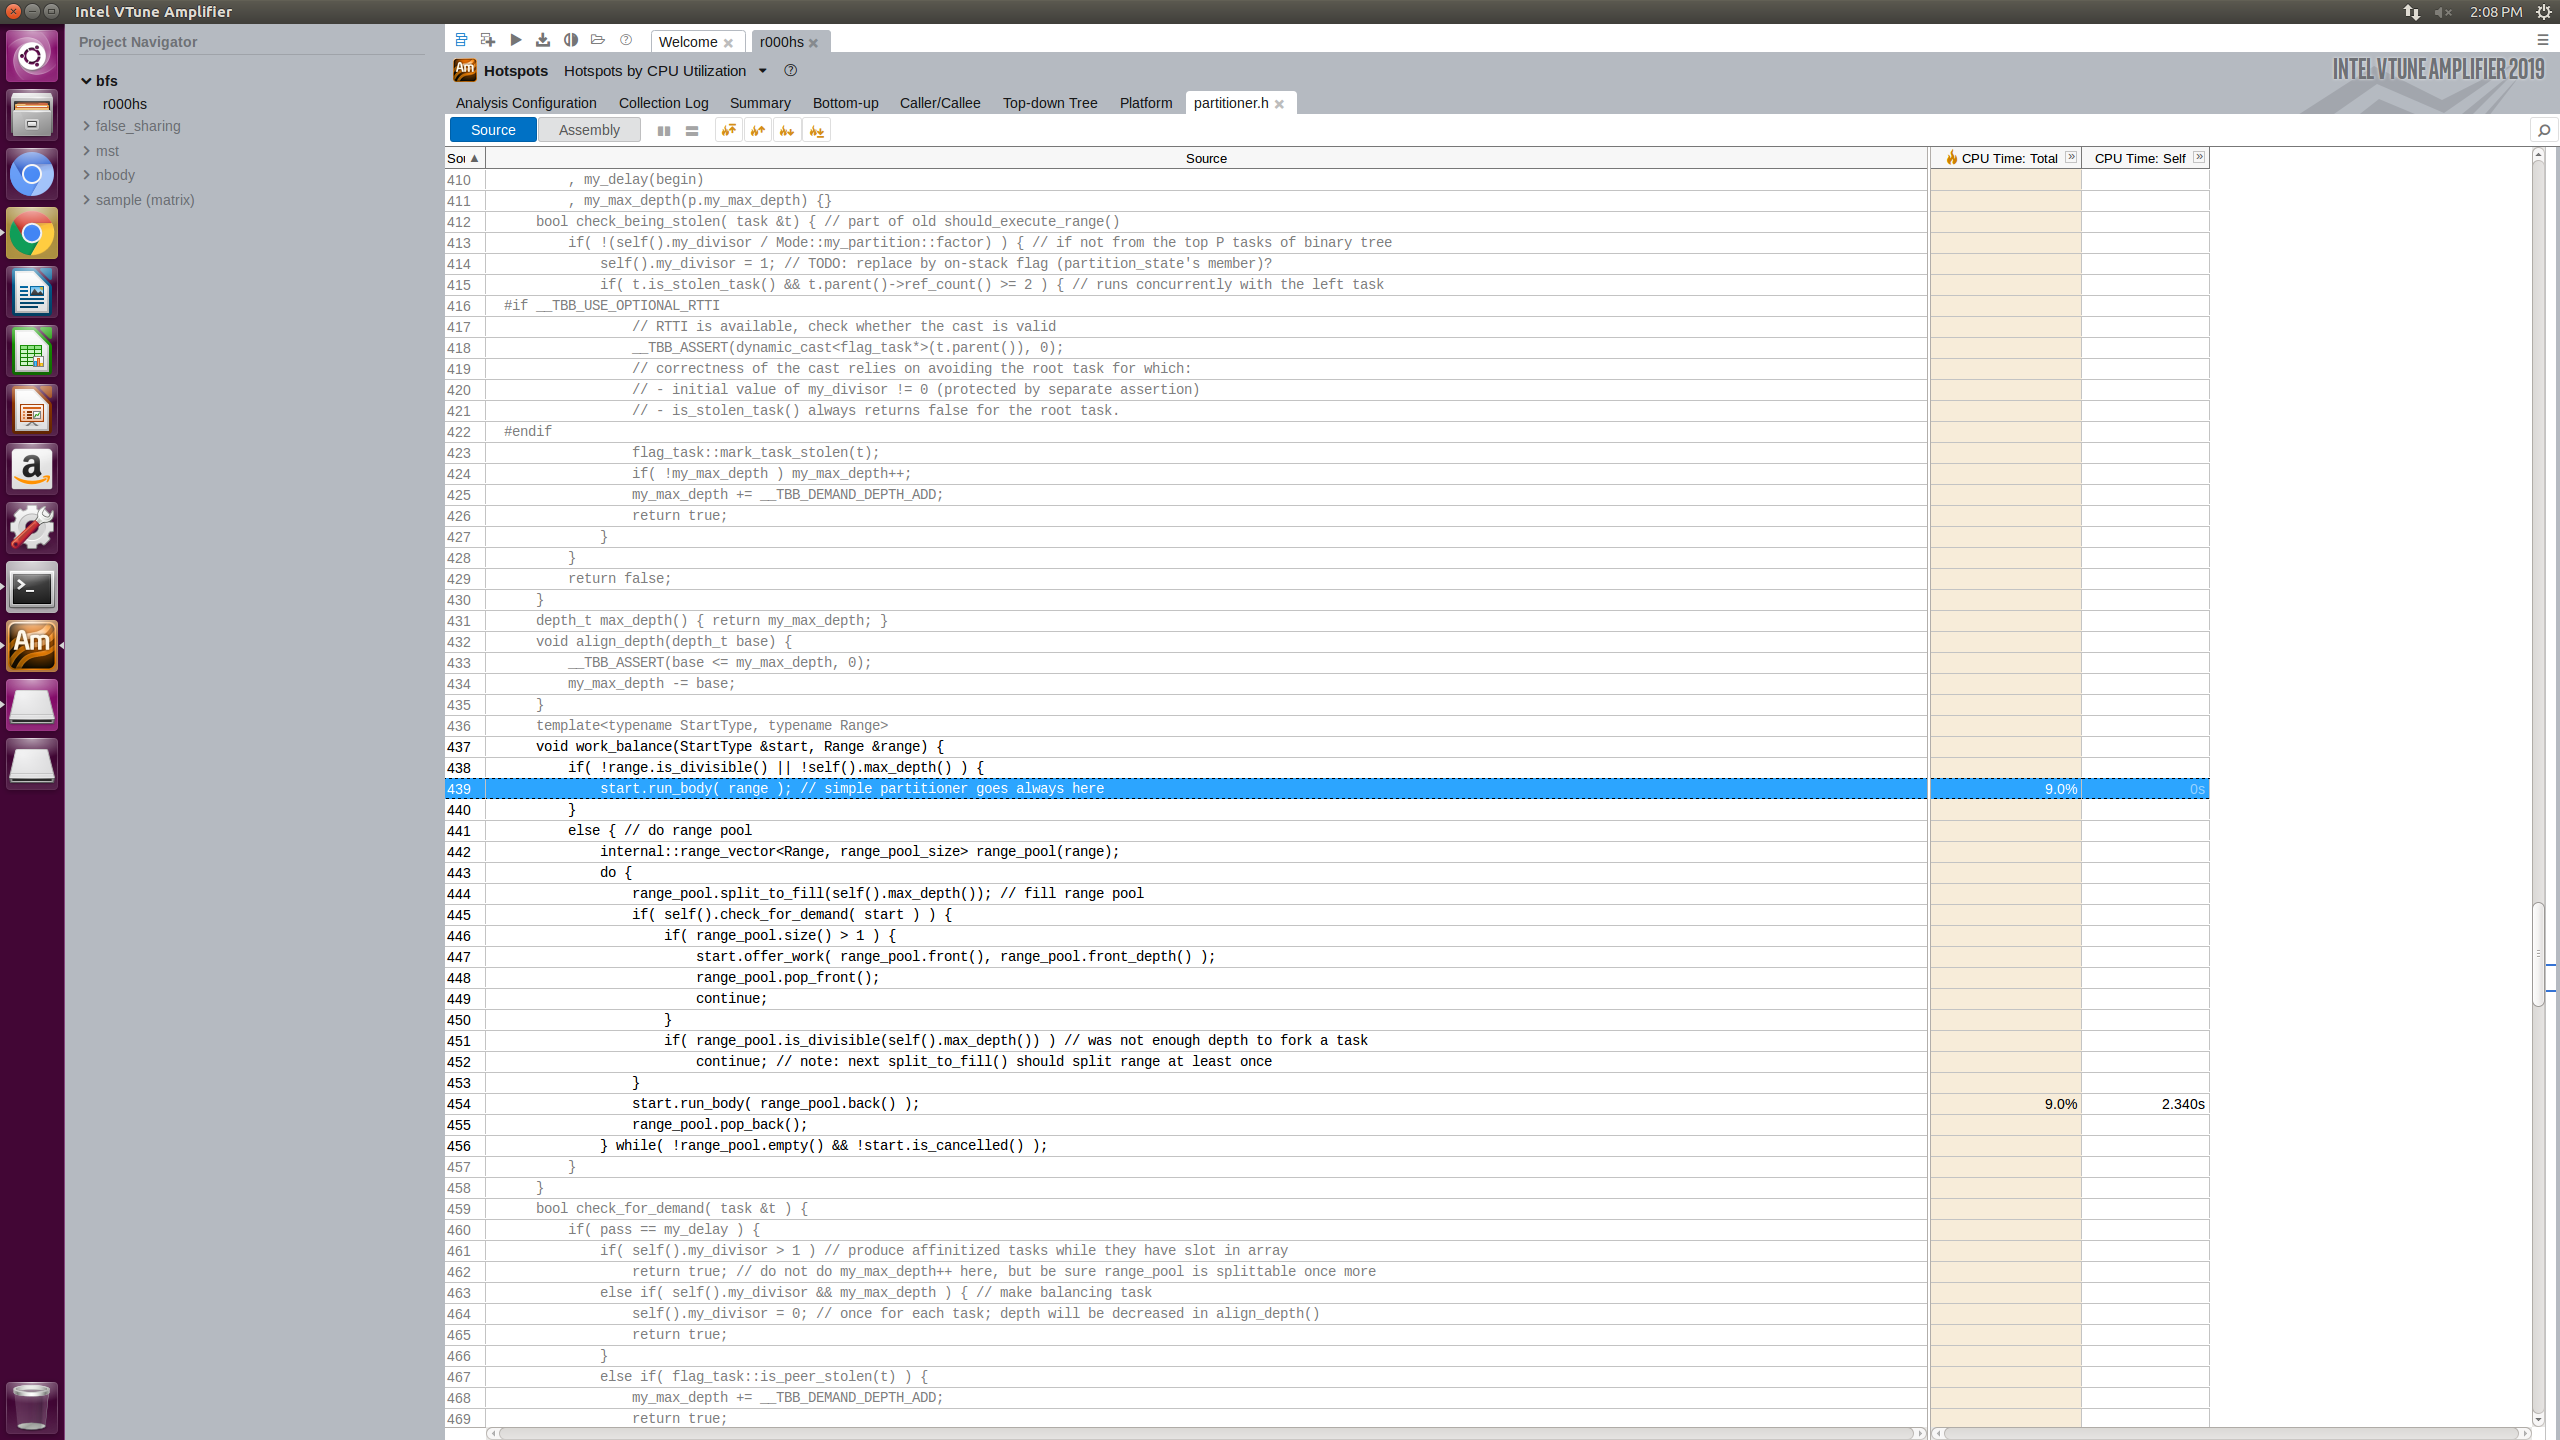 Intel VTune Amplifier
2:08 PM
Project Navigator
bfs
r000hs
false_sharing
mst
nbody
sample (matrix)
Welcome
r000hs
Am Hotspots Hotspots by CPU Utilization
INTEL VTUNE AMPLIFIER 2019
Analysis Configuration Collection Log Summary Bottom-up Caller/Callee Top-down Tree Platform partitioner.h
Source Assembly
Sou Source CPU Time: Total CPU Time: Self
410 , my_delay(begin)
411 , my_max_depth(p.my_max_depth) {}
412 bool check_being_stolen( task &t) { // part of old should_execute_range()
413 if( !(self().my_divisor / Mode::my_partition::factor) ) { // if not from the top P tasks of binary tree
414 self().my_divisor = 1; // TODO: replace by on-stack flag (partition_state's member)?
415 if( t.is_stolen_task() && t.parent()->ref_count() >= 2 ) { // runs concurrently with the left task
416 #if __TBB_USE_OPTIONAL_RTTI
417 // RTTI is available, check whether the cast is valid
418 __TBB_ASSERT(dynamic_cast<flag_task*>(t.parent()), 0);
419 // correctness of the cast relies on avoiding the root task for which:
420 // - initial value of my_divisor != 0 (protected by separate assertion)
421 // - is_stolen_task() always returns false for the root task.
422 #endif
423 flag_task::mark_task_stolen(t);
424 if( !my_max_depth ) my_max_depth++;
425 my_max_depth += __TBB_DEMAND_DEPTH_ADD;
426 return true;
427 }
428 }
429 return false;
430 }
431 depth_t max_depth() { return my_max_depth; }
432 void align_depth(depth_t base) {
433 __TBB_ASSERT(base <= my_max_depth, 0);
434 my_max_depth -= base;
435 }
436 template<typename StartType, typename Range>
437 void work_balance(StartType &start, Range &range) {
438 if( !range.is_divisible() || !self().max_depth() ) {
439 start.run_body( range ); // simple partitioner goes always here 9.0% 0s
440 }
441 else { // do range pool
442 internal::range_vector<Range, range_pool_size> range_pool(range);
443 do {
444 range_pool.split_to_fill(self().max_depth()); // fill range pool
445 if( self().check_for_demand( start ) ) {
446 if( range_pool.size() > 1 ) {
447 start.offer_work( range_pool.front(), range_pool.front_depth() );
448 range_pool.pop_front();
449 continue;
450 }
451 if( range_pool.is_divisible(self().max_depth()) ) // was not enough depth to fork a task
452 continue; // note: next split_to_fill() should split range at least once
453 }
454 start.run_body( range_pool.back() ); 9.0% 2.340s
455 range_pool.pop_back();
456 } while( !range_pool.empty() && !start.is_cancelled() );
457 }
458 }
459 bool check_for_demand( task &t ) {
460 if( pass == my_delay ) {
461 if( self().my_divisor > 1 ) // produce affinitized tasks while they have slot in array
462 return true; // do not do my_max_depth++ here, but be sure range_pool is splittable once more
463 else if( self().my_divisor && my_max_depth ) { // make balancing task
464 self().my_divisor = 0; // once for each task; depth will be decreased in align_depth()
465 return true;
466 }
467 else if( flag_task::is_peer_stolen(t) ) {
468 my_max_depth += __TBB_DEMAND_DEPTH_ADD;
469 return true;
a
Am